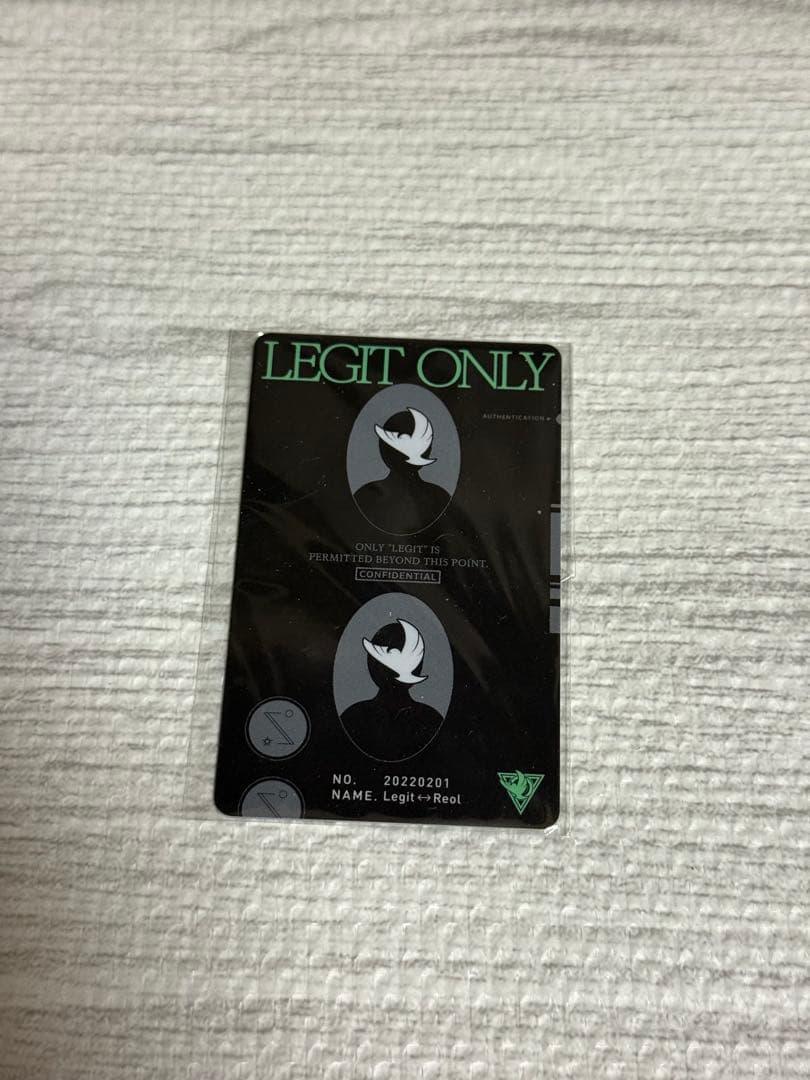 LEGIT ONLY
AUTHENTICATION
ONLY "LEGIT" IS
PERMITTED BEYOND THIS POINT.
CONFIDENTIAL
NO. 20220201
NAME. Legit↔Reol